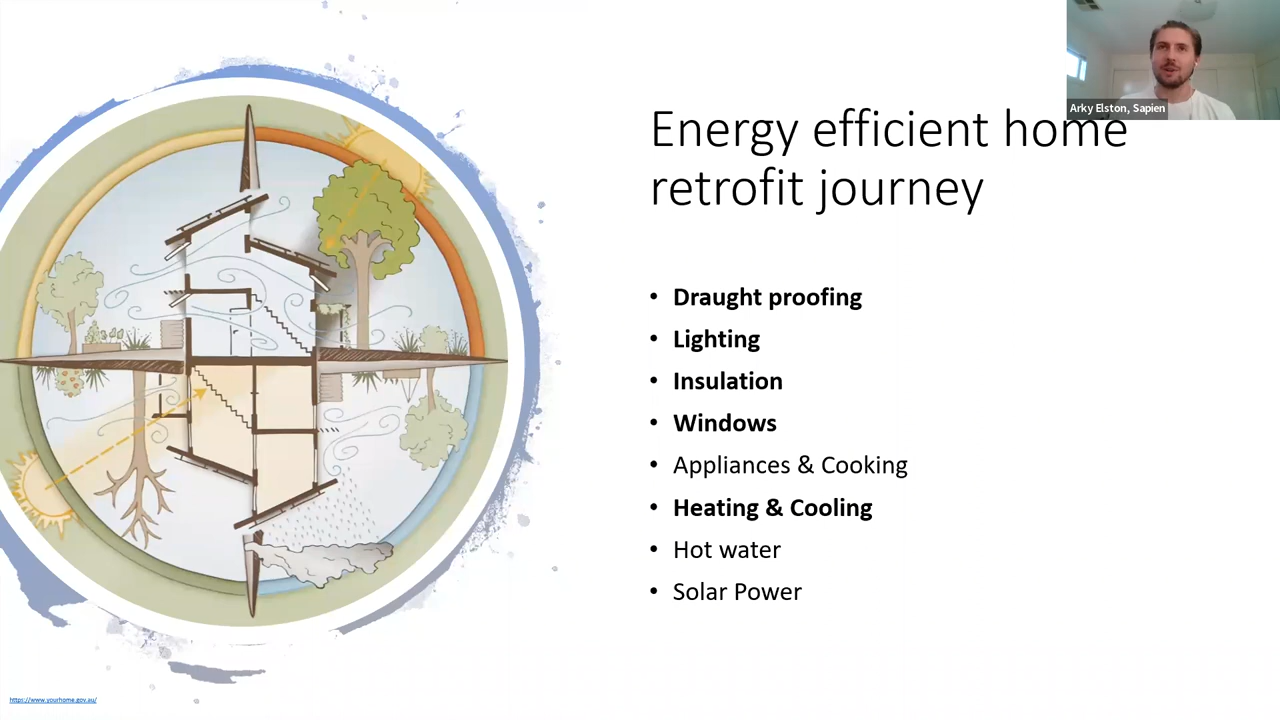 Arky Elston, Sapien
Energy efficient home
retrofit journey
• Draught proofing
• Lighting
• Insulation
• Windows
• Appliances & Cooking
• Heating & Cooling
• Hot water
• Solar Power
https://www.yourhome.gov.au/